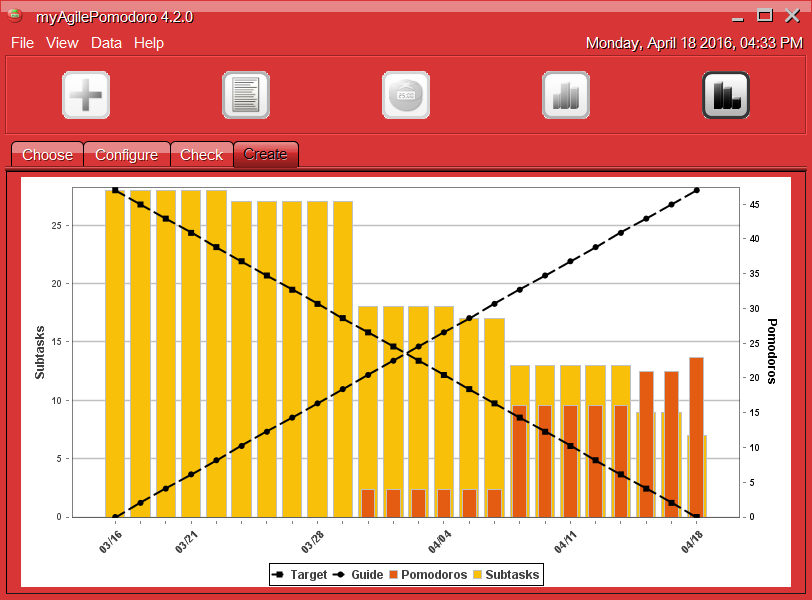 myAgilePomodoro 4.2.0
File View Data Help
Monday, April 18 2016, 04:33 PM
25:00
Choose Configure Check Create
Subtasks
25
20
15
10
5
0
45
40
35
30
25
20
15
10
5
0
Pomodoros
03/16 03/21 03/28 04/04 04/11 04/18
Target Guide Pomodoros Subtasks